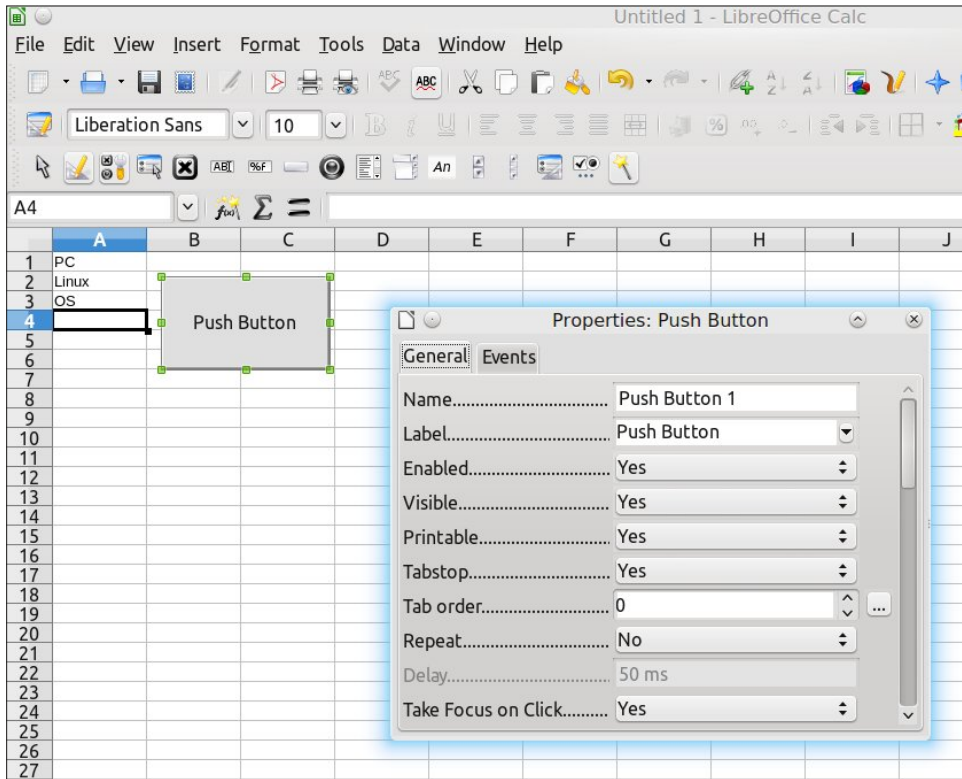 Untitled 1 - LibreOffice Calc
File Edit View Insert Format Tools Data Window Help
ABC ABC
Liberation Sans 10 B i U %
ABI %F An
A4 f(x) Σ =
A B C D E F G H I J
1 PC
2 Linux
3 OS
4
Push Button
5
6
7
8
9
10
11
12
13
14
15
16
17
18
19
20
21
22
23
24
25
26
27
Properties: Push Button
General Events
Name................................ Push Button 1
Label................................. Push Button
Enabled............................. Yes
Visible............................... Yes
Printable........................... Yes
Tabstop............................. Yes
Tab order.......................... 0 ...
Repeat.............................. No
Delay................................. 50 ms
Take Focus on Click.......... Yes